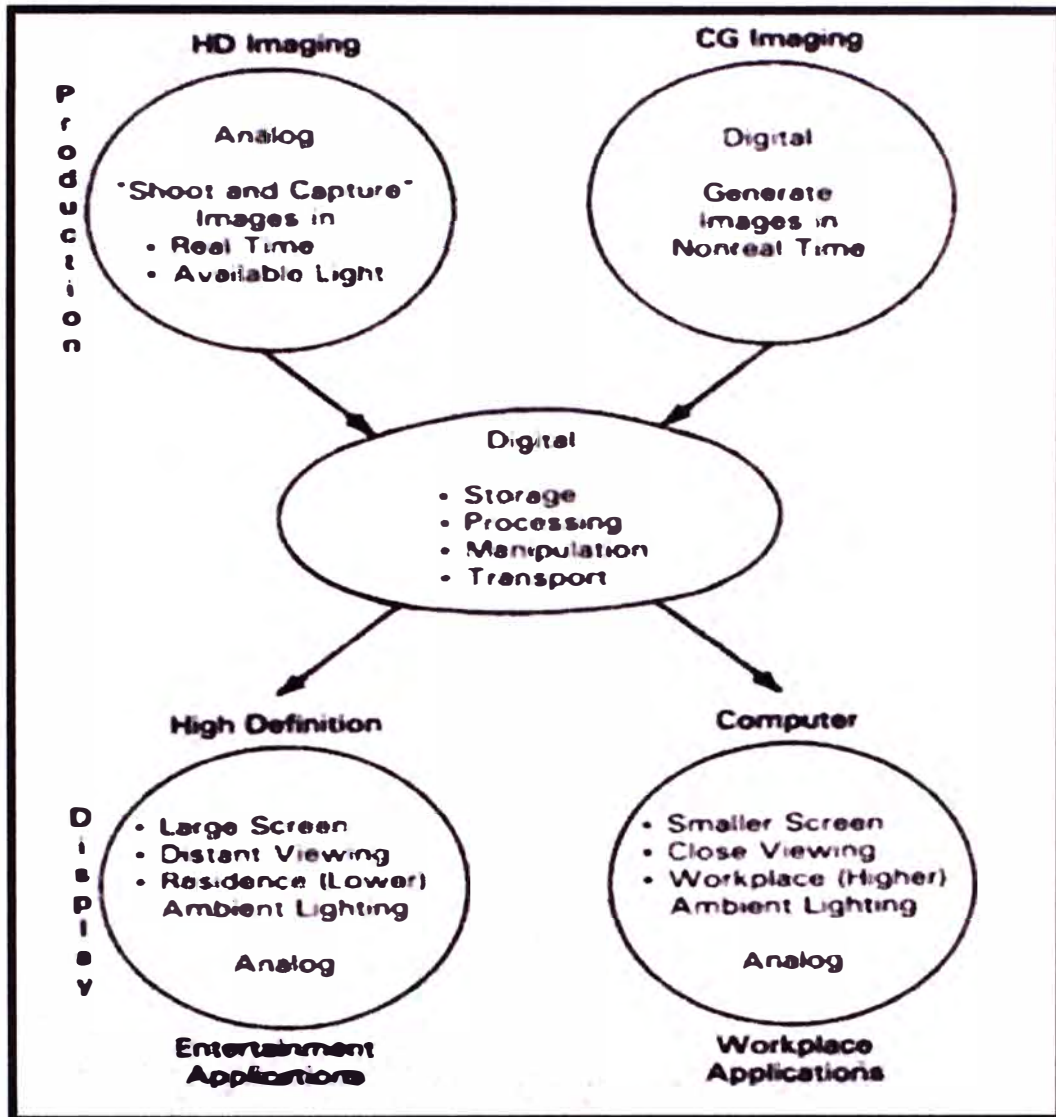 HD Imaging
CG Imaging
Production
Analog
"Shoot and Capture"
Images in
• Real Time
• Available Light
Digital
Generate
Images in
Nonreal Time
Digital
• Storage
• Processing
• Manipulation
• Transport
High Definition
Computer
Display
• Large Screen
• Distant Viewing
• Residence (Lower)
Ambient Lighting
Analog
• Smaller Screen
• Close Viewing
• Workplace (Higher)
Ambient Lighting
Analog
Entertainment
Applications
Workplace
Applications